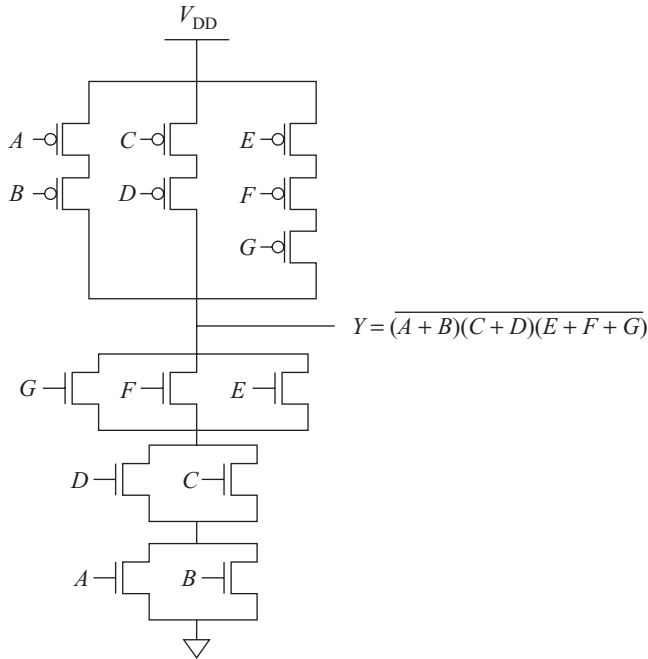 V_DD
A
C
E
B
D
F
G
Y = \overline{(A + B)(C + D)(E + F + G)}
G
F
E
D
C
A
B